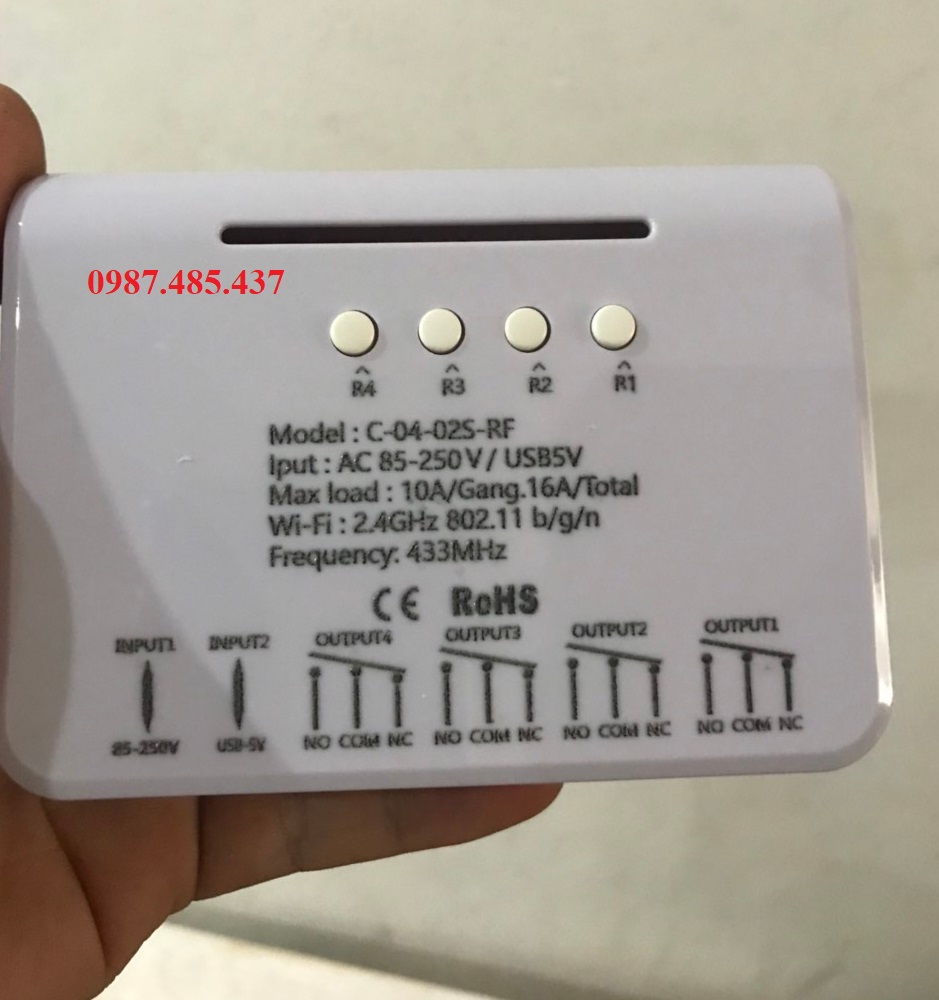 0987.485.437
R4 R3 R2 R1
Model : C-04-02S-RF
Iput : AC 85-250V / USB5V
Max load : 10A/Gang.16A/Total
Wi-Fi : 2.4GHz 802.11 b/g/n
Frequency: 433MHz
CE RoHS
INPUT1 INPUT2 OUTPUT4 OUTPUT3 OUTPUT2 OUTPUT1
85-250V USB-5V NO COM NC NO COM NC NO COM NC NO COM NC